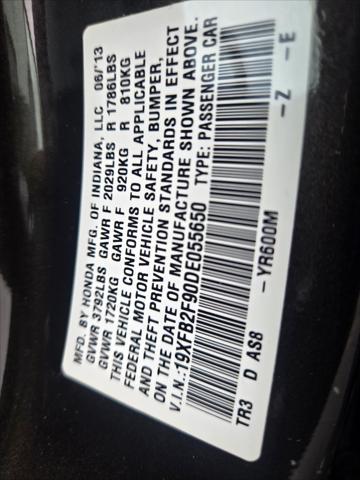 MFD. BY HONDA MFG. OF INDIANA, LLC 06/'13
GVWR 3792LBS GAWR F 2029LBS R 1786LBS
GVWR 1720KG GAWR F 920KG R 810KG
THIS VEHICLE CONFORMS TO ALL APPLICABLE
FEDERAL MOTOR VEHICLE SAFETY, BUMPER,
AND THEFT PREVENTION STANDARDS IN EFFECT
ON THE DATE OF MANUFACTURE SHOWN ABOVE.
V.I.N.:19XFB2F90DE055650 TYPE: PASSENGER CAR
TR3 D AS8 -YR600M -Z -E